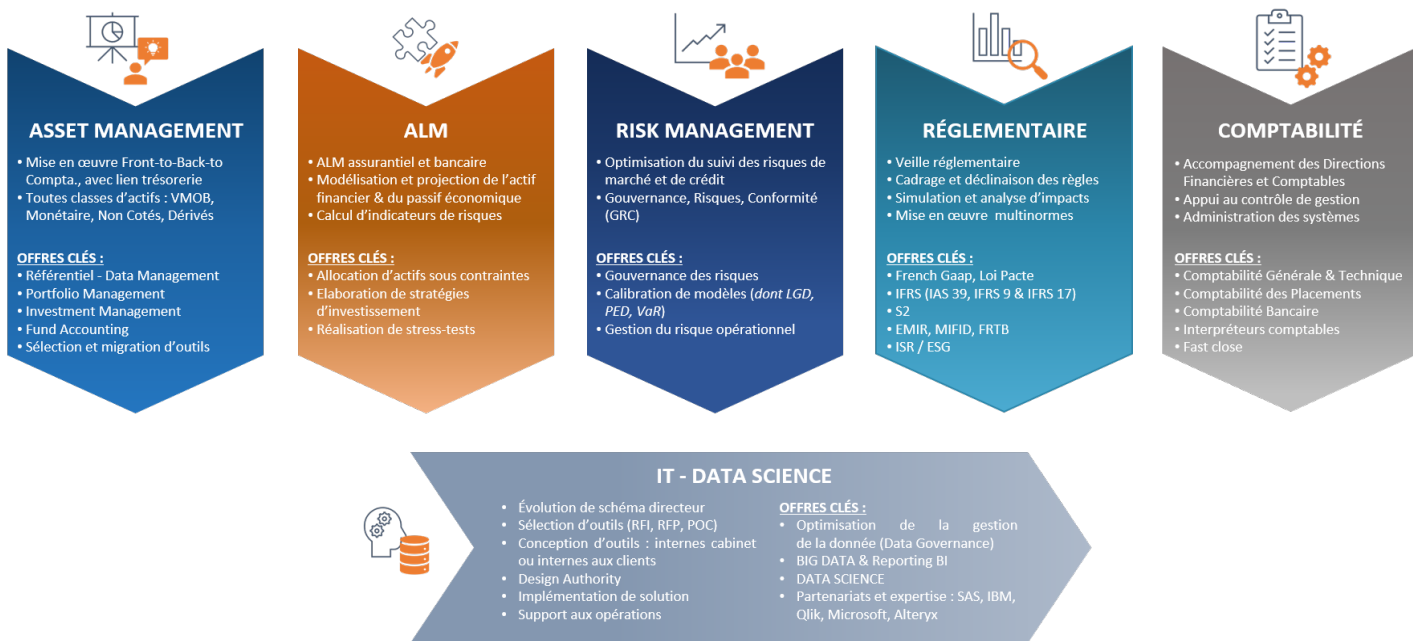 ASSET MANAGEMENT
• Mise en œuvre Front-to-Back-to
Compta., avec lien trésorerie
• Toutes classes d’actifs : VMOB,
Monétaire, Non Cotés, Dérivés
OFFRES CLÉS :
• Référentiel - Data Management
• Portfolio Management
• Investment Management
• Fund Accounting
• Sélection et migration d’outils
ALM
• ALM assurantiel et bancaire
• Modélisation et projection de l’actif
financier & du passif économique
• Calcul d’indicateurs de risques
OFFRES CLÉS :
• Allocation d’actifs sous contraintes
• Elaboration de stratégies
d’investissement
• Réalisation de stress-tests
RISK MANAGEMENT
• Optimisation du suivi des risques de
marché et de crédit
• Gouvernance, Risques, Conformité
(GRC)
OFFRES CLÉS :
• Gouvernance des risques
• Calibration de modèles (dont LGD,
PED, VaR)
• Gestion du risque opérationnel
RÉGLEMENTAIRE
• Veille réglementaire
• Cadrage et déclinaison des règles
• Simulation et analyse d’impacts
• Mise en œuvre multinormes
OFFRES CLÉS :
• French Gaap, Loi Pacte
• IFRS (IAS 39, IFRS 9 & IFRS 17)
• S2
• EMIR, MIFID, FRTB
• ISR / ESG
COMPTABILITÉ
• Accompagnement des Directions
Financières et Comptables
• Appui au contrôle de gestion
• Administration des systèmes
OFFRES CLÉS :
• Comptabilité Générale & Technique
• Comptabilité des Placements
• Comptabilité Bancaire
• Interpréteurs comptables
• Fast close
IT - DATA SCIENCE
• Évolution de schéma directeur
• Sélection d’outils (RFI, RFP, POC)
• Conception d’outils : internes cabinet
ou internes aux clients
• Design Authority
• Implémentation de solution
• Support aux opérations
OFFRES CLÉS :
• Optimisation de la gestion
de la donnée (Data Governance)
• BIG DATA & Reporting BI
• DATA SCIENCE
• Partenariats et expertise : SAS, IBM,
Qlik, Microsoft, Alteryx